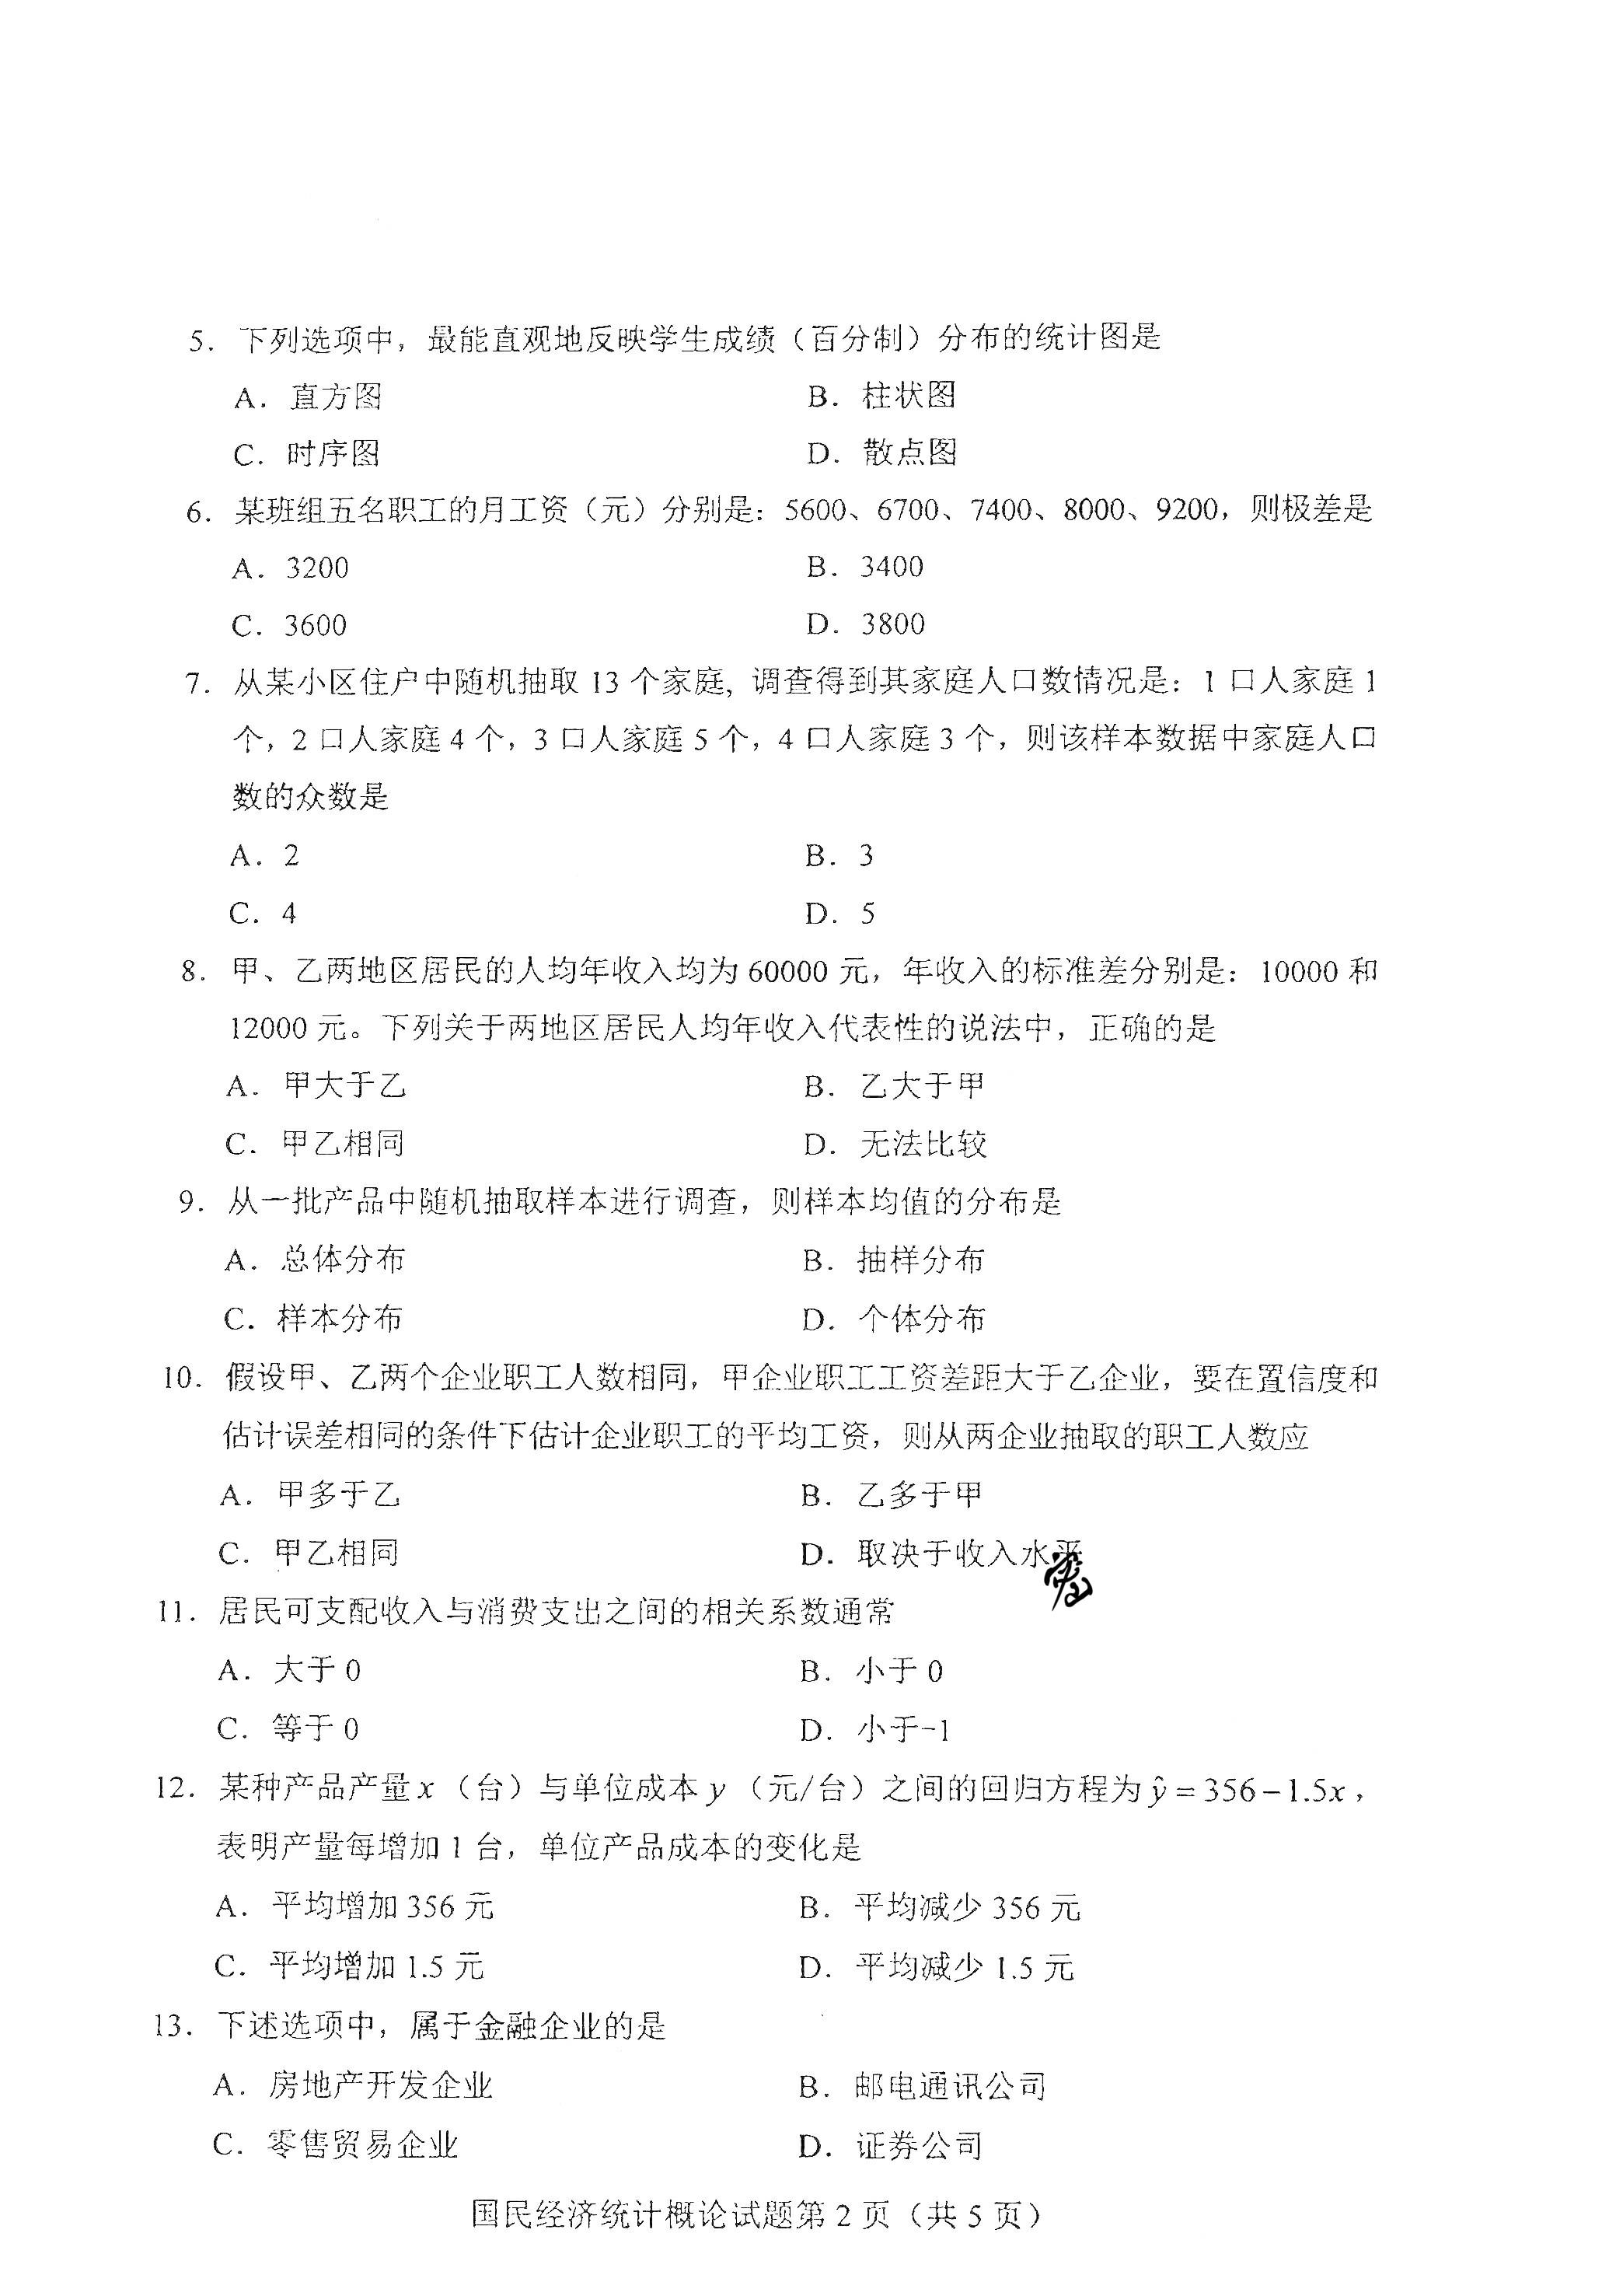 5. 下列选项中，最能直观地反映学生成绩（百分制）分布的统计图是
A. 直方图 B. 柱状图
C. 时序图 D. 散点图
6. 某班组五名职工的月工资（元）分别是：5600、6700、7400、8000、9200，则极差是
A. 3200 B. 3400
C. 3600 D. 3800
7. 从某小区住户中随机抽取 13 个家庭, 调查得到其家庭人口数情况是：1 口人家庭 1
个，2 口人家庭 4 个，3 口人家庭 5 个，4 口人家庭 3 个，则该样本数据中家庭人口
数的众数是
A. 2 B. 3
C. 4 D. 5
8. 甲、乙两地区居民的人均年收入均为 60000 元，年收入的标准差分别是：10000 和
12000 元。下列关于两地区居民人均年收入代表性的说法中，正确的是
A. 甲大于乙 B. 乙大于甲
C. 甲乙相同 D. 无法比较
9. 从一批产品中随机抽取样本进行调查，则样本均值的分布是
A. 总体分布 B. 抽样分布
C. 样本分布 D. 个体分布
10. 假设甲、乙两个企业职工人数相同，甲企业职工工资差距大于乙企业，要在置信度和
估计误差相同的条件下估计企业职工的平均工资，则从两企业抽取的职工人数应
A. 甲多于乙 B. 乙多于甲
C. 甲乙相同 D. 取决于收入水平
11. 居民可支配收入与消费支出之间的相关系数通常
A. 大于 0 B. 小于 0
C. 等于 0 D. 小于-1
12. 某种产品产量 x （台）与单位成本 y （元/台）之间的回归方程为 ŷ = 356 − 1.5x，
表明产量每增加 1 台，单位产品成本的变化是
A. 平均增加 356 元 B. 平均减少 356 元
C. 平均增加 1.5 元 D. 平均减少 1.5 元
13. 下述选项中，属于金融企业的是
A. 房地产开发企业 B. 邮电通讯公司
C. 零售贸易企业 D. 证券公司
国民经济统计概论试题第 2 页（共 5 页）